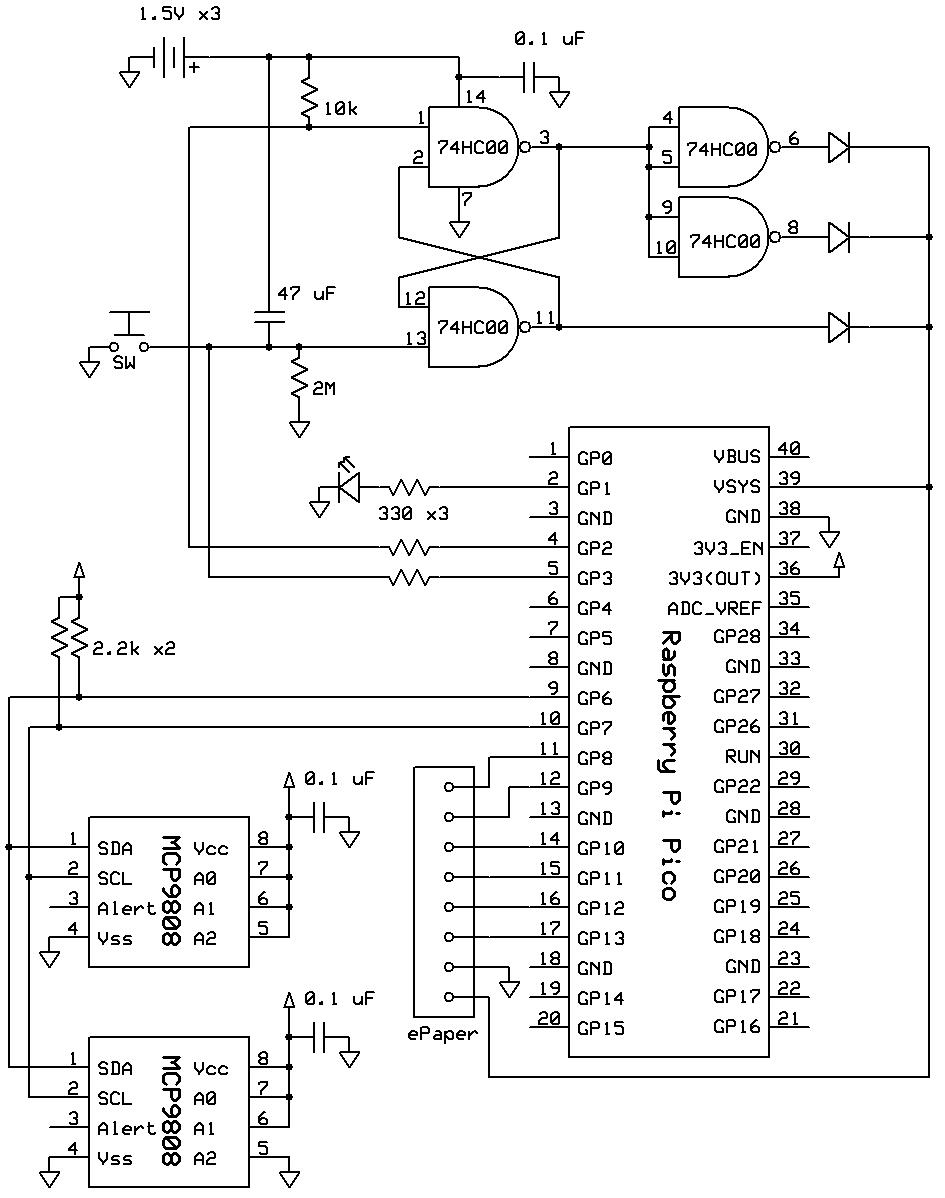 1.5V x3
0.1 uF
+
14
10k
1
74HC00
3
2
7
4
74HC00
6
5
9
74HC00
8
10
47 uF
12
74HC00
11
13
SW
2M
1 GP0 VBUS 40
2 GP1 VSYS 39
330 x3
3 GND GND 38
4 GP2 3V3_EN 37
5 GP3 3V3(OUT) 36
6 GP4 ADC_VREF 35
7 GP5 GP28 34
2.2k x2
8 GND GND 33
9 GP6 GP27 32
10 GP7 GP26 31
11 GP8 RUN 30
12 GP9 GP22 29
13 GND GND 28
14 GP10 GP21 27
15 GP11 GP20 26
16 GP12 GP19 25
17 GP13 GP18 24
18 GND GND 23
19 GP14 GP17 22
20 GP15 GP16 21
Raspberry Pi Pico
ePaper
0.1 uF
1 SDA Vcc 8
2 SCL A0 7
3 Alert A1 6
4 Vss A2 5
MCP9808
0.1 uF
1 SDA Vcc 8
2 SCL A0 7
3 Alert A1 6
4 Vss A2 5
MCP9808